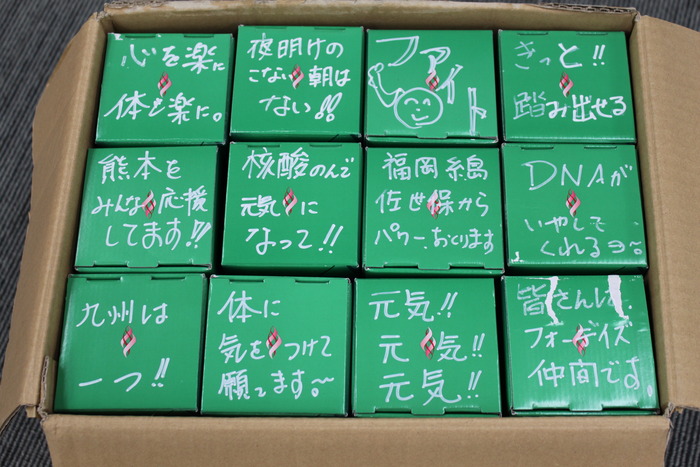 心を楽に
体も楽に。
夜明けの
こない朝は
ない!!
ファイト
きっと!!
踏み出せる
熊本を
みんな応援
してます!!!
核酸のんで
元気に
なって!!
福岡糸島
佐世保から
パワーおくります
DNAが
いやして
くれるヨ〜
九州は
一つ!!
体に
気をつけて
願てます〜
元気!!
元気!!
元気!!
皆さんは、
フォーデイズ
仲間です。